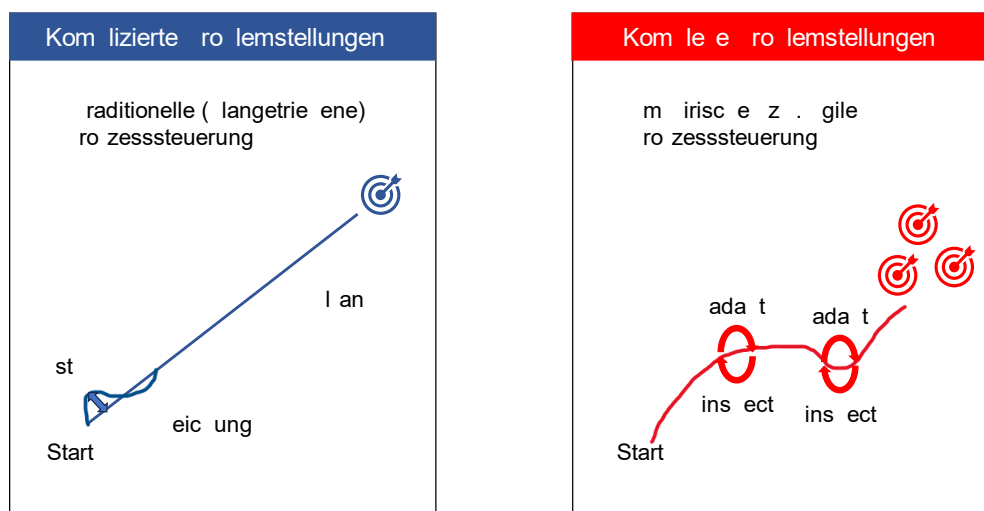 Kom lizierte ro lemstellungen
raditionelle ( langetrie ene)
ro zesssteuerung
l an
st
eic ung
Start
Kom le e ro lemstellungen
m irisc e z . gile
ro zesssteuerung
ada t
ada t
ins ect
ins ect
Start